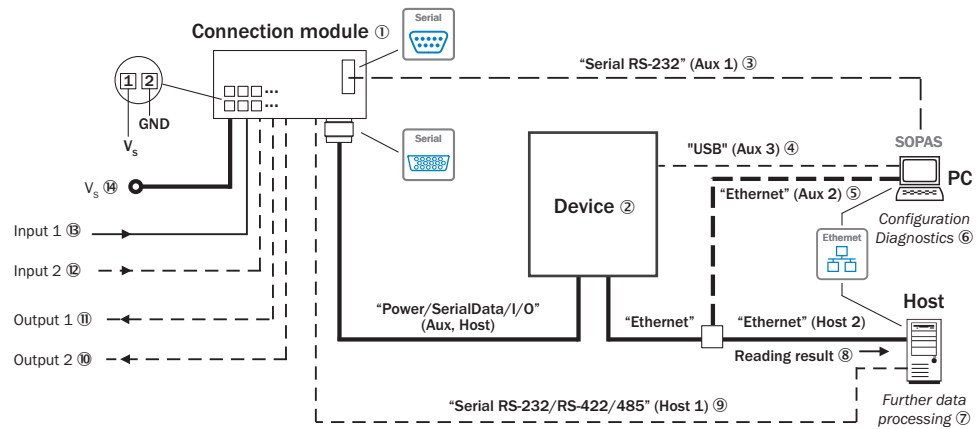 Connection module ①
Serial
"Serial RS-232" (Aux 1) ③
1 2
GND
Vs
Serial
SOPAS
"USB" (Aux 3) ④
PC
Vs ⑭
"Ethernet" (Aux 2) ⑤
Device ②
Configuration
Diagnostics ⑥
Input 1 ⑬
Ethernet
Input 2 ⑫
Host
"Power/SerialData/I/O"
(Aux, Host)
Output 1 ⑪
"Ethernet"
"Ethernet" (Host 2)
Output 2 ⑩
Reading result ⑧
"Serial RS-232/RS-422/485" (Host 1) ⑨
Further data
processing ⑦